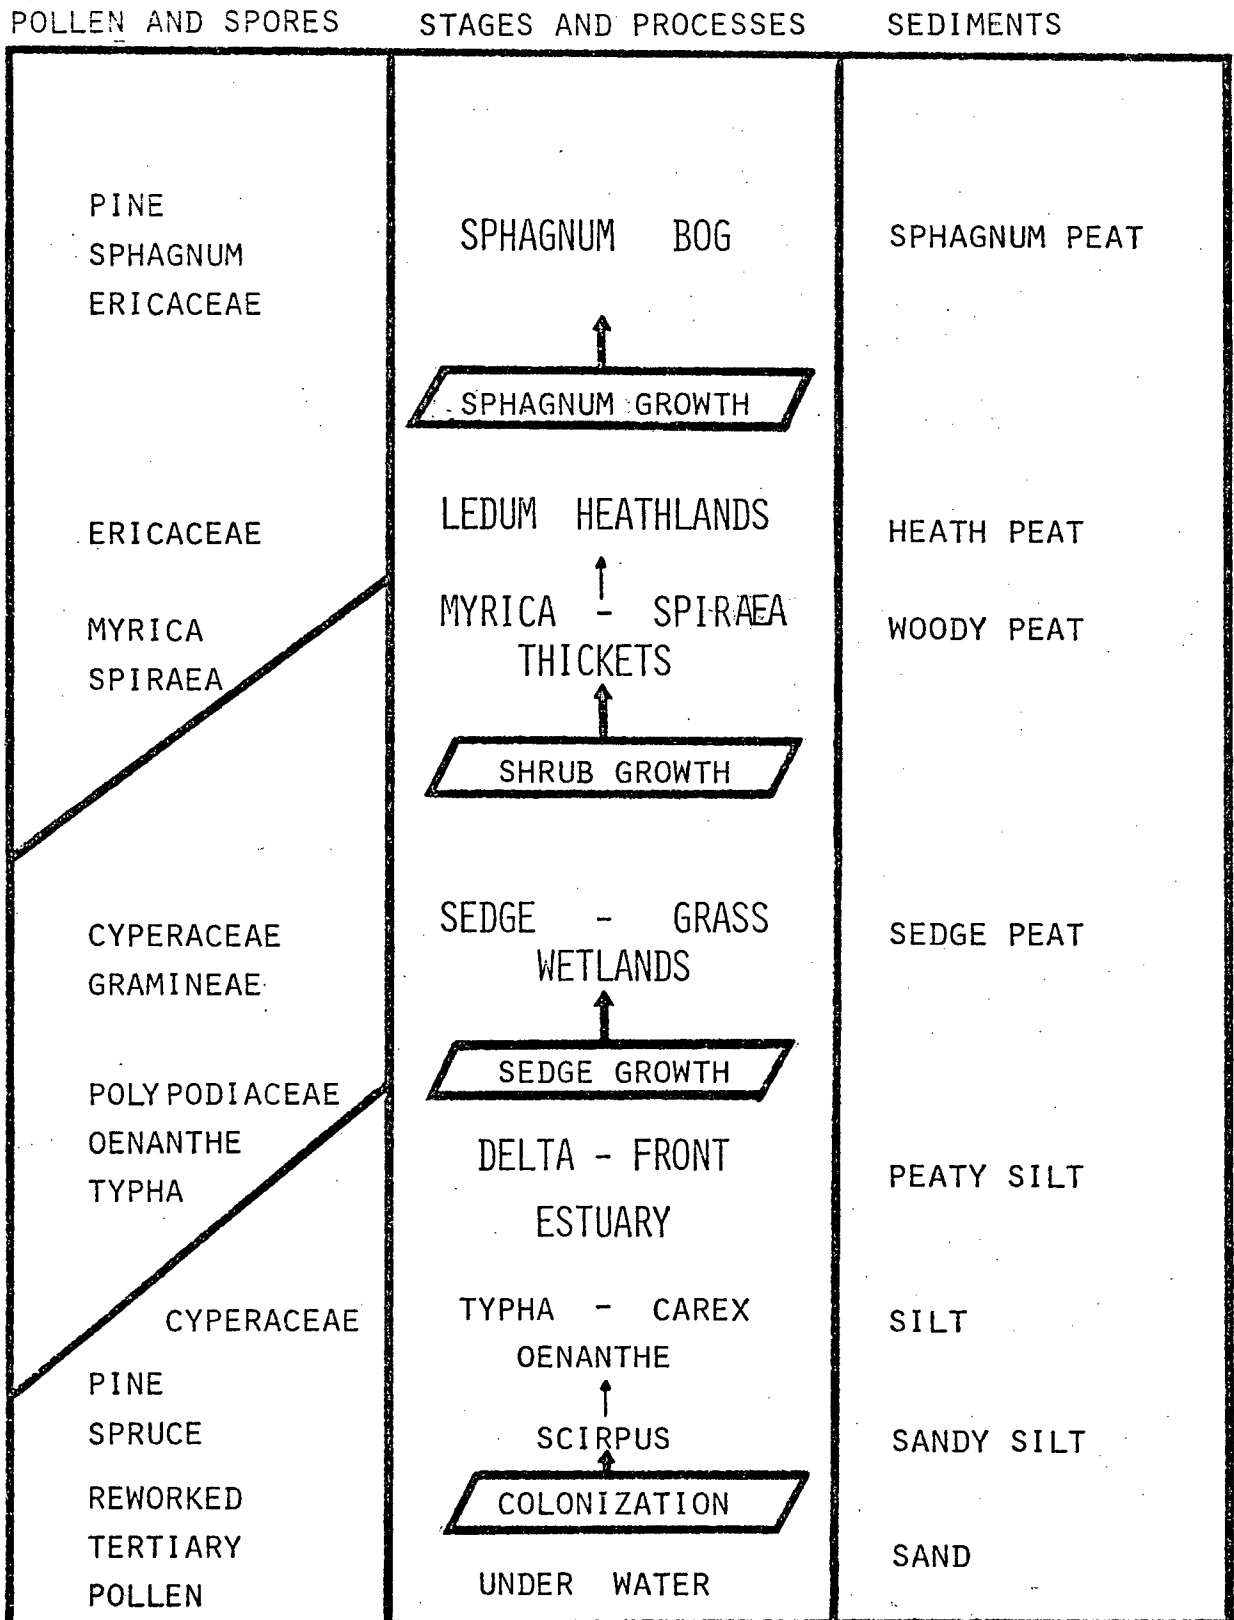 POLLEN AND SPORES
STAGES AND PROCESSES
SEDIMENTS
PINE
SPHAGNUM
ERICACEAE
SPHAGNUM BOG
SPHAGNUM PEAT
SPHAGNUM GROWTH
ERICACEAE
LEDUM HEATHLANDS
HEATH PEAT
MYRICA
SPIRAEA
MYRICA - SPIRAEA
THICKETS
WOODY PEAT
SHRUB GROWTH
CYPERACEAE
GRAMINEAE
SEDGE - GRASS
WETLANDS
SEDGE PEAT
SEDGE GROWTH
POLYPODIACEAE
OENANTHE
TYPHA
DELTA - FRONT
ESTUARY
PEATY SILT
CYPERACEAE
TYPHA - CAREX
OENANTHE
SILT
PINE
SPRUCE
SCIRPUS
SANDY SILT
REWORKED
TERTIARY
POLLEN
COLONIZATION
UNDER WATER
SAND